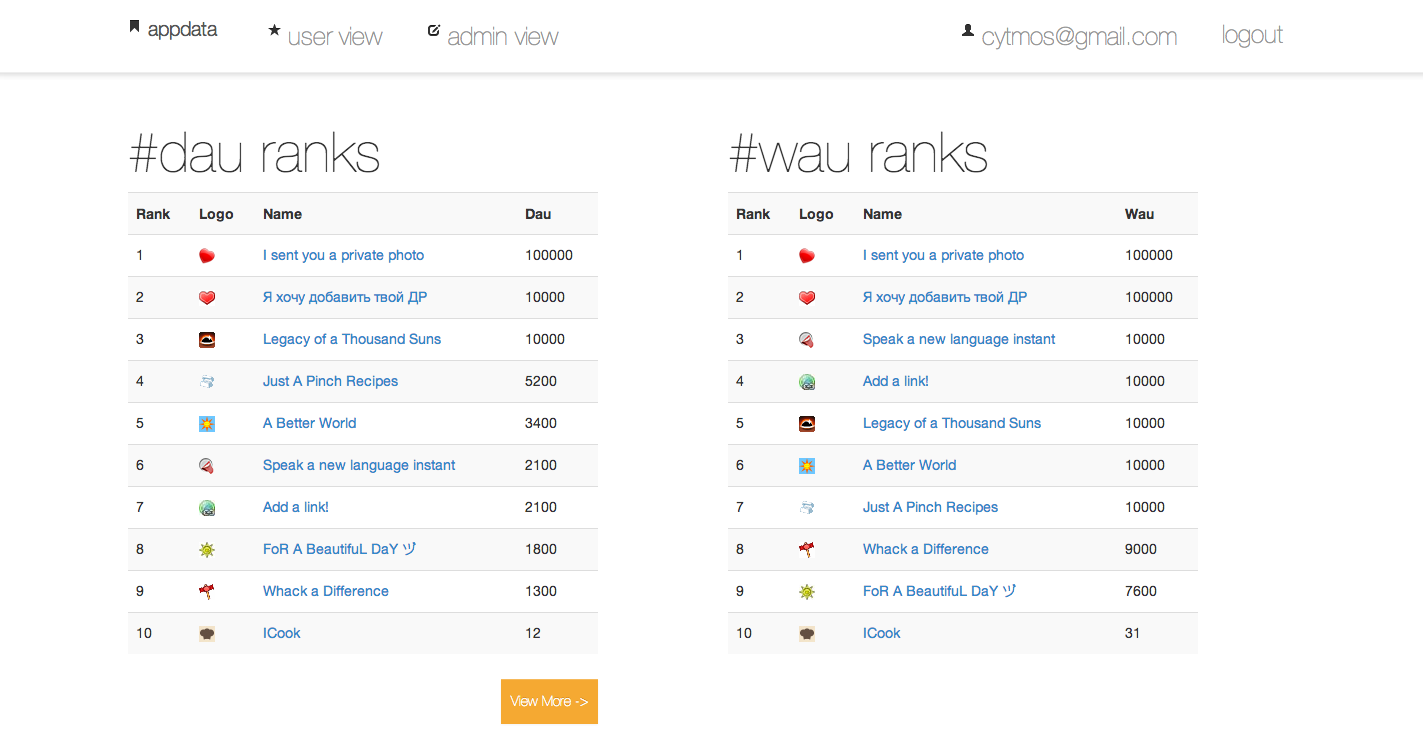 appdata user view admin view cytmos@gmail.com logout
#dau ranks
Rank Logo Name Dau
1 I sent you a private photo 100000
2 Я хочу добавить твой ДР 10000
3 Legacy of a Thousand Suns 10000
4 Just A Pinch Recipes 5200
5 A Better World 3400
6 Speak a new language instant 2100
7 Add a link! 2100
8 FoR A BeautifuL DaY ヅ 1800
9 Whack a Difference 1300
10 ICook 12
View More ->
#wau ranks
Rank Logo Name Wau
1 I sent you a private photo 100000
2 Я хочу добавить твой ДР 100000
3 Speak a new language instant 10000
4 Add a link! 10000
5 Legacy of a Thousand Suns 10000
6 A Better World 10000
7 Just A Pinch Recipes 10000
8 Whack a Difference 9000
9 FoR A BeautifuL DaY ヅ 7600
10 ICook 31